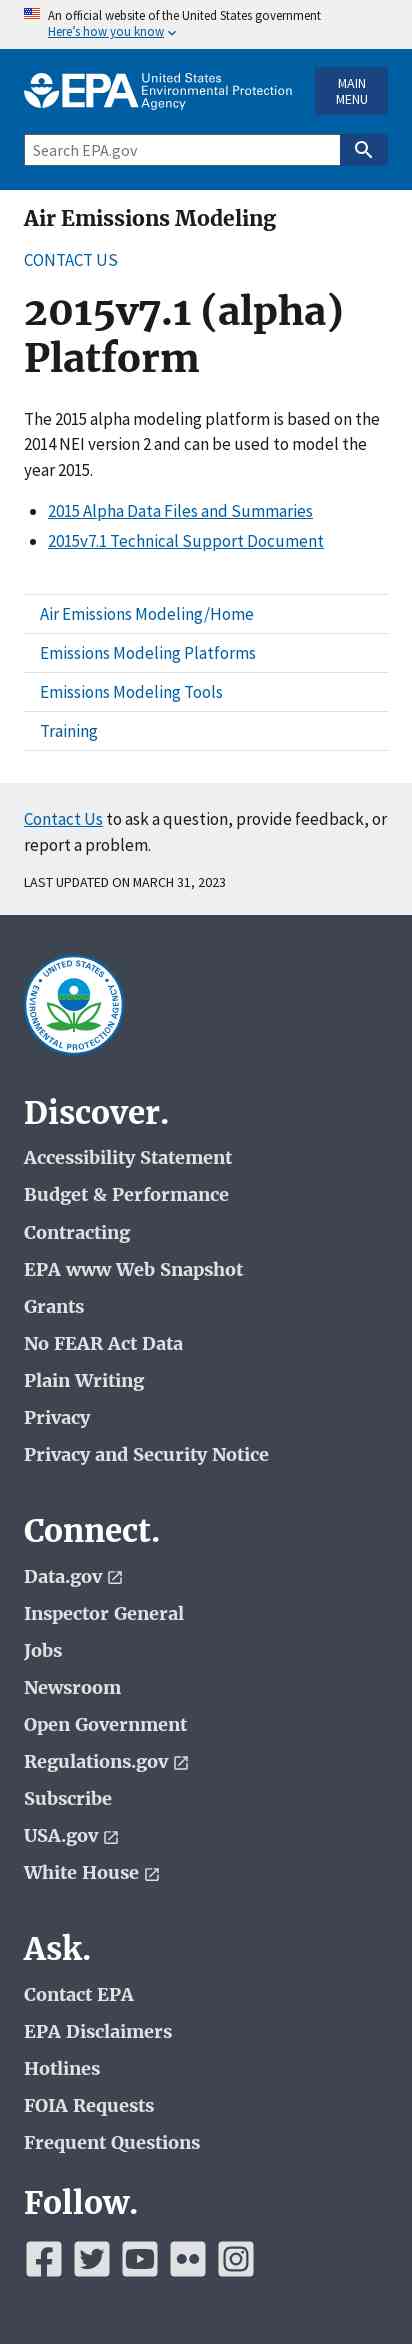 An official website of the United States government
Here's how you know
EPA United States
Environmental Protection
Agency
MAIN
MENU
Search EPA.gov
Air Emissions Modeling
CONTACT US
2015v7.1 (alpha)
Platform
The 2015 alpha modeling platform is based on the
2014 NEI version 2 and can be used to model the
year 2015.
2015 Alpha Data Files and Summaries
2015v7.1 Technical Support Document
Air Emissions Modeling/Home
Emissions Modeling Platforms
Emissions Modeling Tools
Training
Contact Us to ask a question, provide feedback, or
report a problem.
LAST UPDATED ON MARCH 31, 2023
UNITED STATES
ENVIRONMENTAL PROTECTION AGENCY
Discover.
Accessibility Statement
Budget & Performance
Contracting
EPA www Web Snapshot
Grants
No FEAR Act Data
Plain Writing
Privacy
Privacy and Security Notice
Connect.
Data.gov
Inspector General
Jobs
Newsroom
Open Government
Regulations.gov
Subscribe
USA.gov
White House
Ask.
Contact EPA
EPA Disclaimers
Hotlines
FOIA Requests
Frequent Questions
Follow.